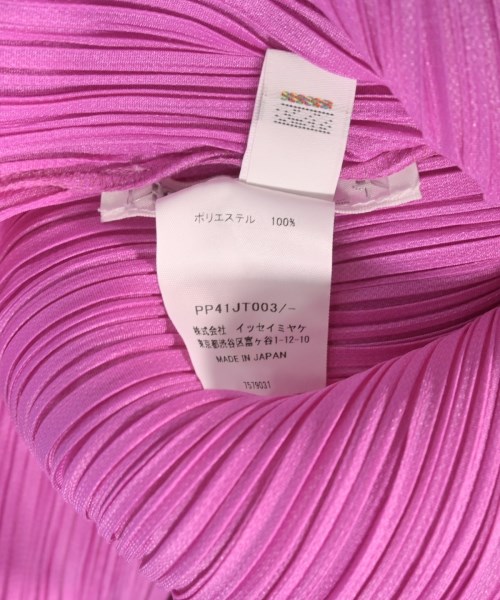 ポリエステル 100%
PP41JT003/-
株式会社 イッセイミヤケ
東京都渋谷区富ヶ谷1-12-10
MADE IN JAPAN
7579031